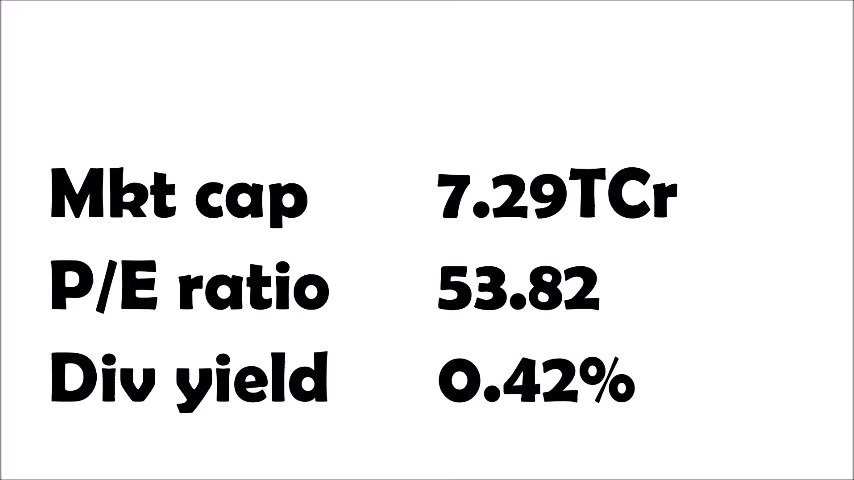 Mkt cap 7.29TCr
P/E ratio 53.82
Div yield 0.42%